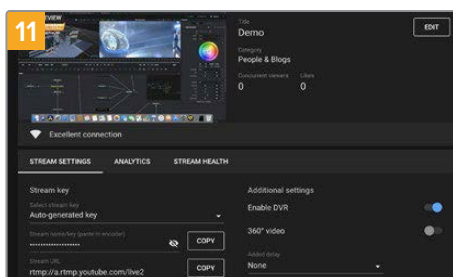 11
PREVIEW
Title
Demo
EDIT
Category
People & Blogs
Concurrent viewers
Likes
0
0
Excellent connection
STREAM SETTINGS
ANALYTICS
STREAM HEALTH
Stream key
Additional settings
Select stream key
Auto-generated key
Enable DVR
Stream name/key (paste in encoder)
360° video
COPY
Stream URL
rtmp://a.rtmp.youtube.com/live2
COPY
Added delay
None